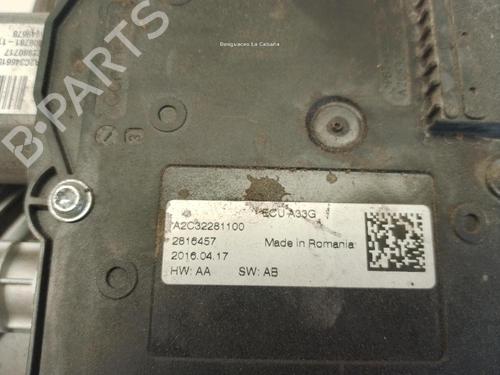 Desguaces La Cabaña
B-PARTS
ECU A33G
A2C32281100
2816457
Made in Romania
2016.04.17
HW: AA SW: AB